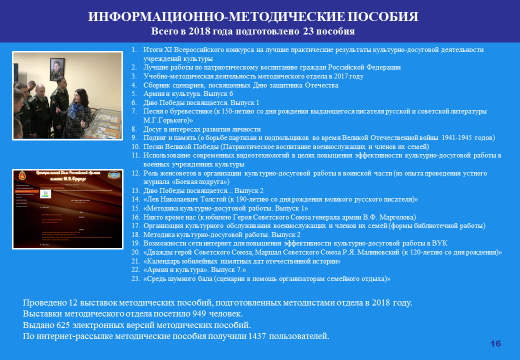 ИНФОРМАЦИОННО-МЕТОДИЧЕСКИЕ ПОСОБИЯ
Всего в 2018 года подготовлено 23 пособия
1. Итоги XI Всероссийского конкурса на лучшие практические результаты культурно-досуговой деятельности
учреждений культуры
2. Лучшие работы по патриотическому воспитанию граждан Российской Федерации
3. Учебно-методическая деятельность методического отдела в 2017 году
4. Сборник сценариев, посвященных Дню защитника Отечества
5. Армия и культура. Выпуск 6
6. Дню Победы посвящается. Выпуск 1
7. Песня о буревестнике (к 150-летию со дня рождения выдающегося писателя русской и советской литературы
М.Г.Горького)»
8. Досуг в интересах развития личности
9. Подвиг и память (о борьбе партизан и подпольщиков во время Великой Отечественной войны 1941-1945 годов)
10. Песни Великой Победы (Патриотическое воспитание военнослужащих и членов их семей)
11. Использование современных видеотехнологий в целях повышения эффективности культурно-досуговой работы в
военных учреждениях культуры
12. Роль женсоветов в организации культурно-досуговой работы в воинской части (из опыта проведения устного
журнала «Боевая подруга»)
13. Дню Победы посвящается... Выпуск 2
14. «Лев Николаевич Толстой (к 190-летию со дня рождения великого русского писателя)»
15. «Методика культурно-досуговой работы. Выпуск 1»
16. Никто кроме нас (к юбилею Героя Советского Союза генерала армии В.Ф. Маргелова)
17. Организация культурного обслуживания военнослужащих и членов их семей (формы библиотечной работы)
18. Методика культурно-досуговой работы. Выпуск 2
19. Возможности сети интернет для повышения эффективности культурно-досуговой работы в ВУК
20. «Дважды герой Советского Союза, Маршал Советского Союза Р.Я. Малиновский (к 120-летию со дня рождения)»
21. «Календарь юбилейных памятных дат отечественной истории»
22. «Армия и культура». Выпуск 7.»
23. «Средь шумного бала (сценарии в помощь организаторам семейного отдыха)»
Проведено 12 выставок методических пособий, подготовленных методистами отдела в 2018 году.
Выставки методического отдела посетило 949 человек.
Выдано 625 электронных версий методических пособий.
По интернет-рассылке методические пособия получили 1437 пользователей.
16